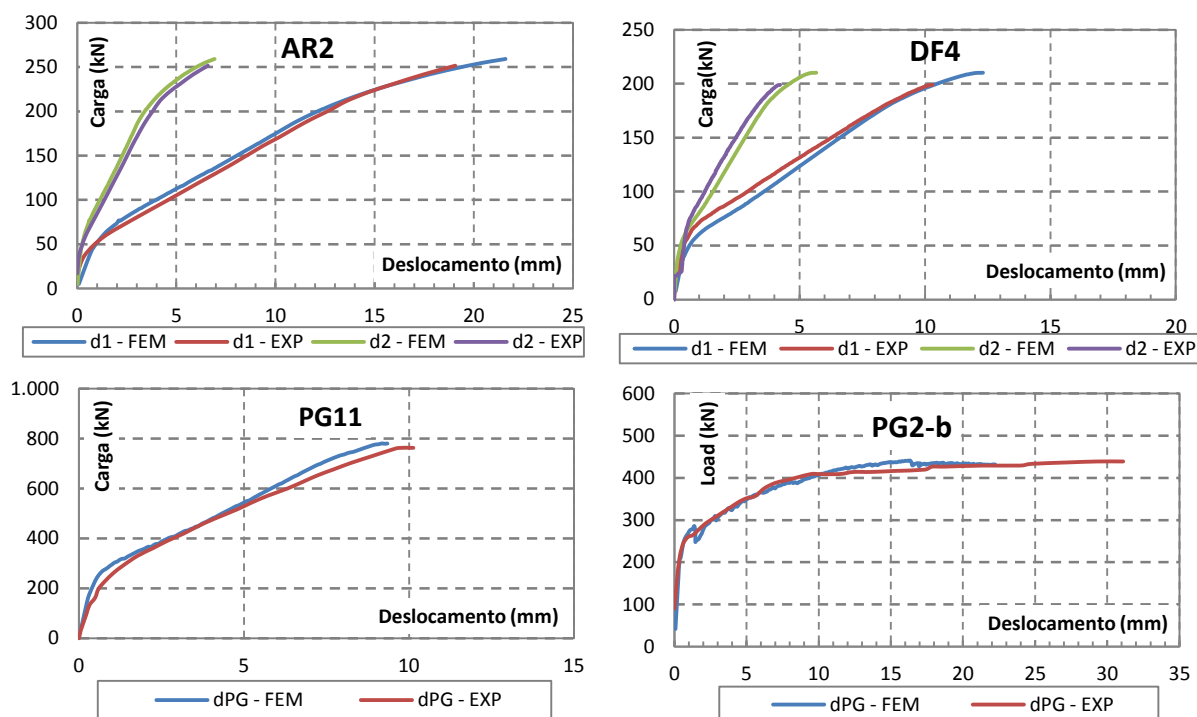 AR2
Carga (kN)
300
250
200
150
100
50
0
Deslocamento (mm)
0 5 10 15 20 25
d1 - FEM d1 - EXP d2 - FEM d2 - EXP
DF4
Carga(kN)
250
200
150
100
50
0
Deslocamento (mm)
0 5 10 15 20
d1 - FEM d1 - EXP d2 - FEM d2 - EXP
PG11
Carga (kN)
1.000
800
600
400
200
0
Deslocamento (mm)
0 5 10 15
dPG - FEM dPG - EXP
PG2-b
Load (kN)
600
500
400
300
200
100
0
Deslocamento (mm)
0 5 10 15 20 25 30 35
dPG - FEM dPG - EXP